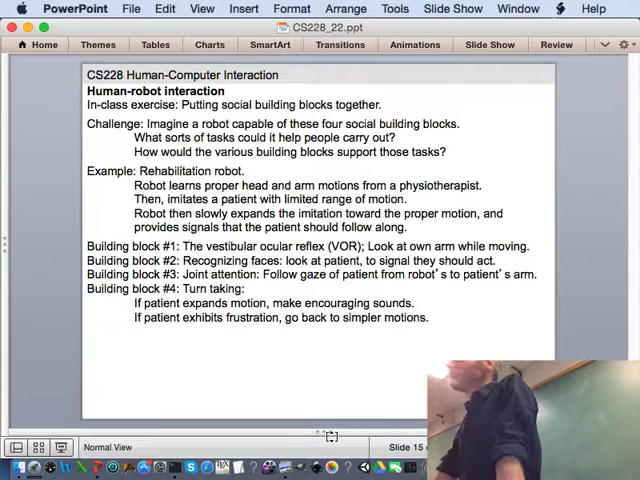 PowerPoint File Edit View Insert Format Arrange Tools Slide Show Window Help
CS228_22.ppt
Home Themes Tables Charts SmartArt Transitions Animations Slide Show Review
CS228 Human-Computer Interaction
Human-robot interaction
In-class exercise: Putting social building blocks together.
Challenge: Imagine a robot capable of these four social building blocks.
What sorts of tasks could it help people carry out?
How would the various building blocks support those tasks?
Example: Rehabilitation robot.
Robot learns proper head and arm motions from a physiotherapist.
Then, imitates a patient with limited range of motion.
Robot then slowly expands the imitation toward the proper motion, and
provides signals that the patient should follow along.
Building block #1: The vestibular ocular reflex (VOR); Look at own arm while moving.
Building block #2: Recognizing faces: look at patient, to signal they should act.
Building block #3: Joint attention: Follow gaze of patient from robot's to patient's arm.
Building block #4: Turn taking:
If patient expands motion, make encouraging sounds.
If patient exhibits frustration, go back to simpler motions.
Normal View Slide 15